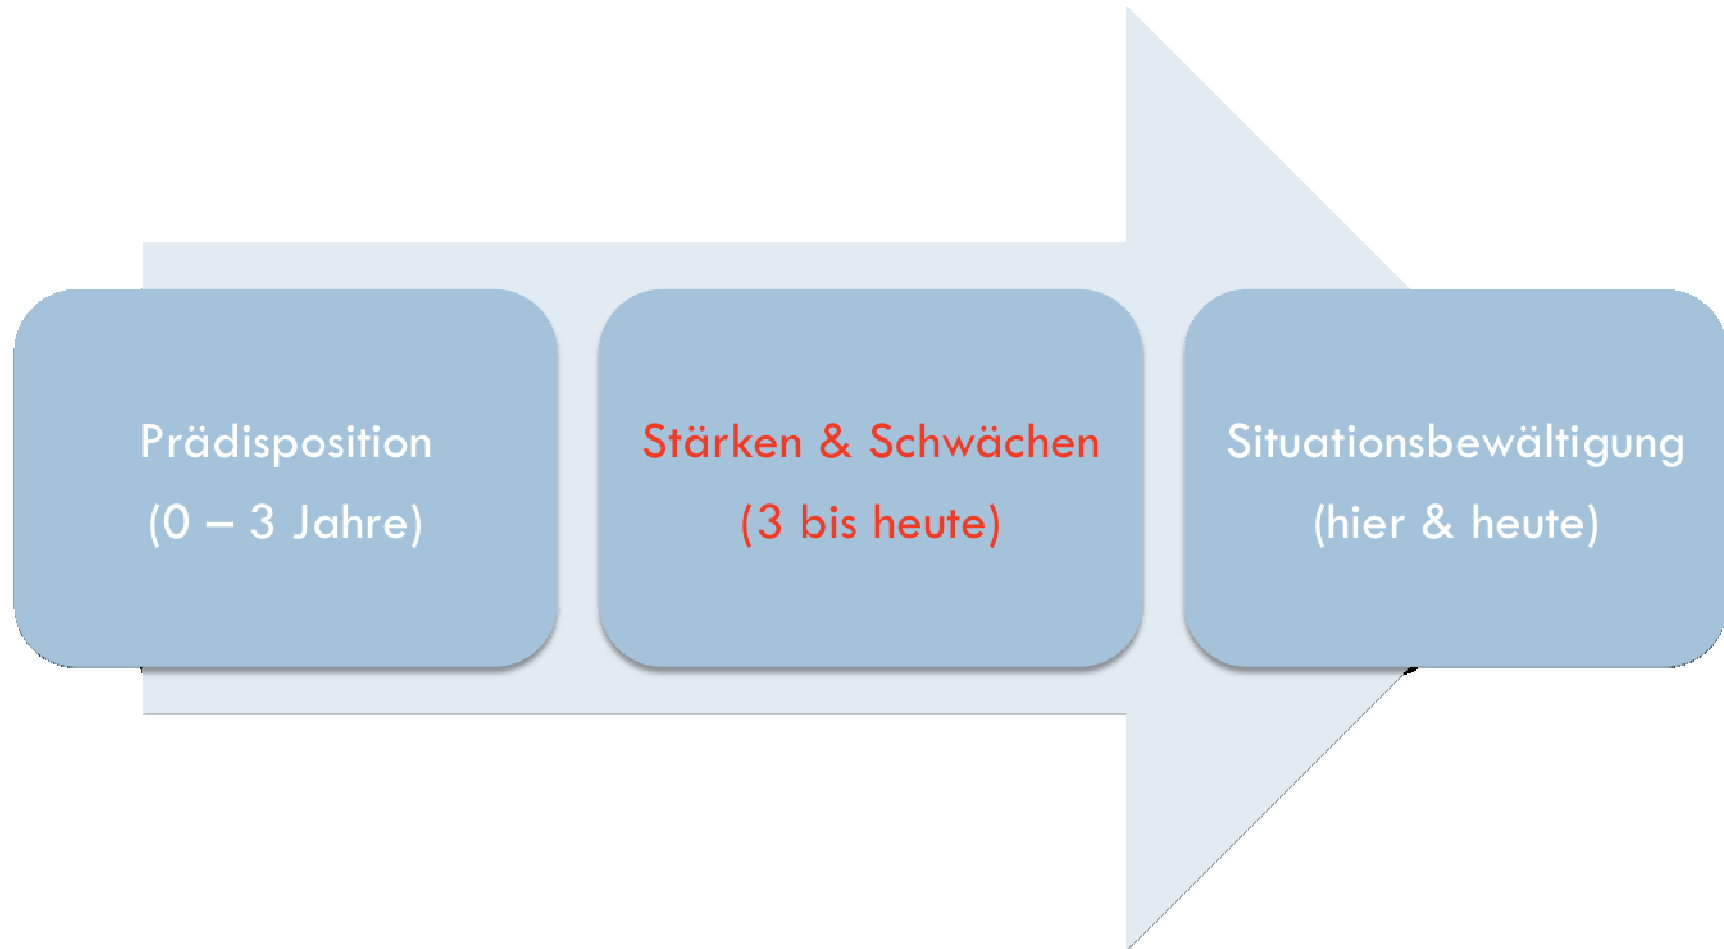 Prädisposition
(0 – 3 Jahre)
Stärken & Schwächen
(3 bis heute)
Situationsbewältigung
(hier & heute)